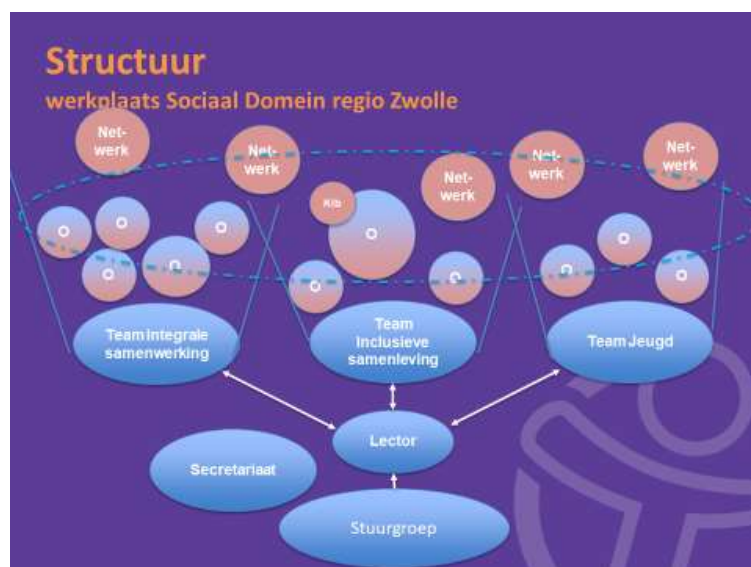 Structuur
werkplaats Sociaal Domein regio Zwolle
Net-
werk
Net-
werk
Net-
werk
Net-
werk
Net-
werk
Klb
O
O
O
O
O
O
O
O
O
O
O
Team integrale
samenwerking
Team
Inclusieve
samenleving
Team Jeugd
Lector
Secretariaat
Stuurgroep